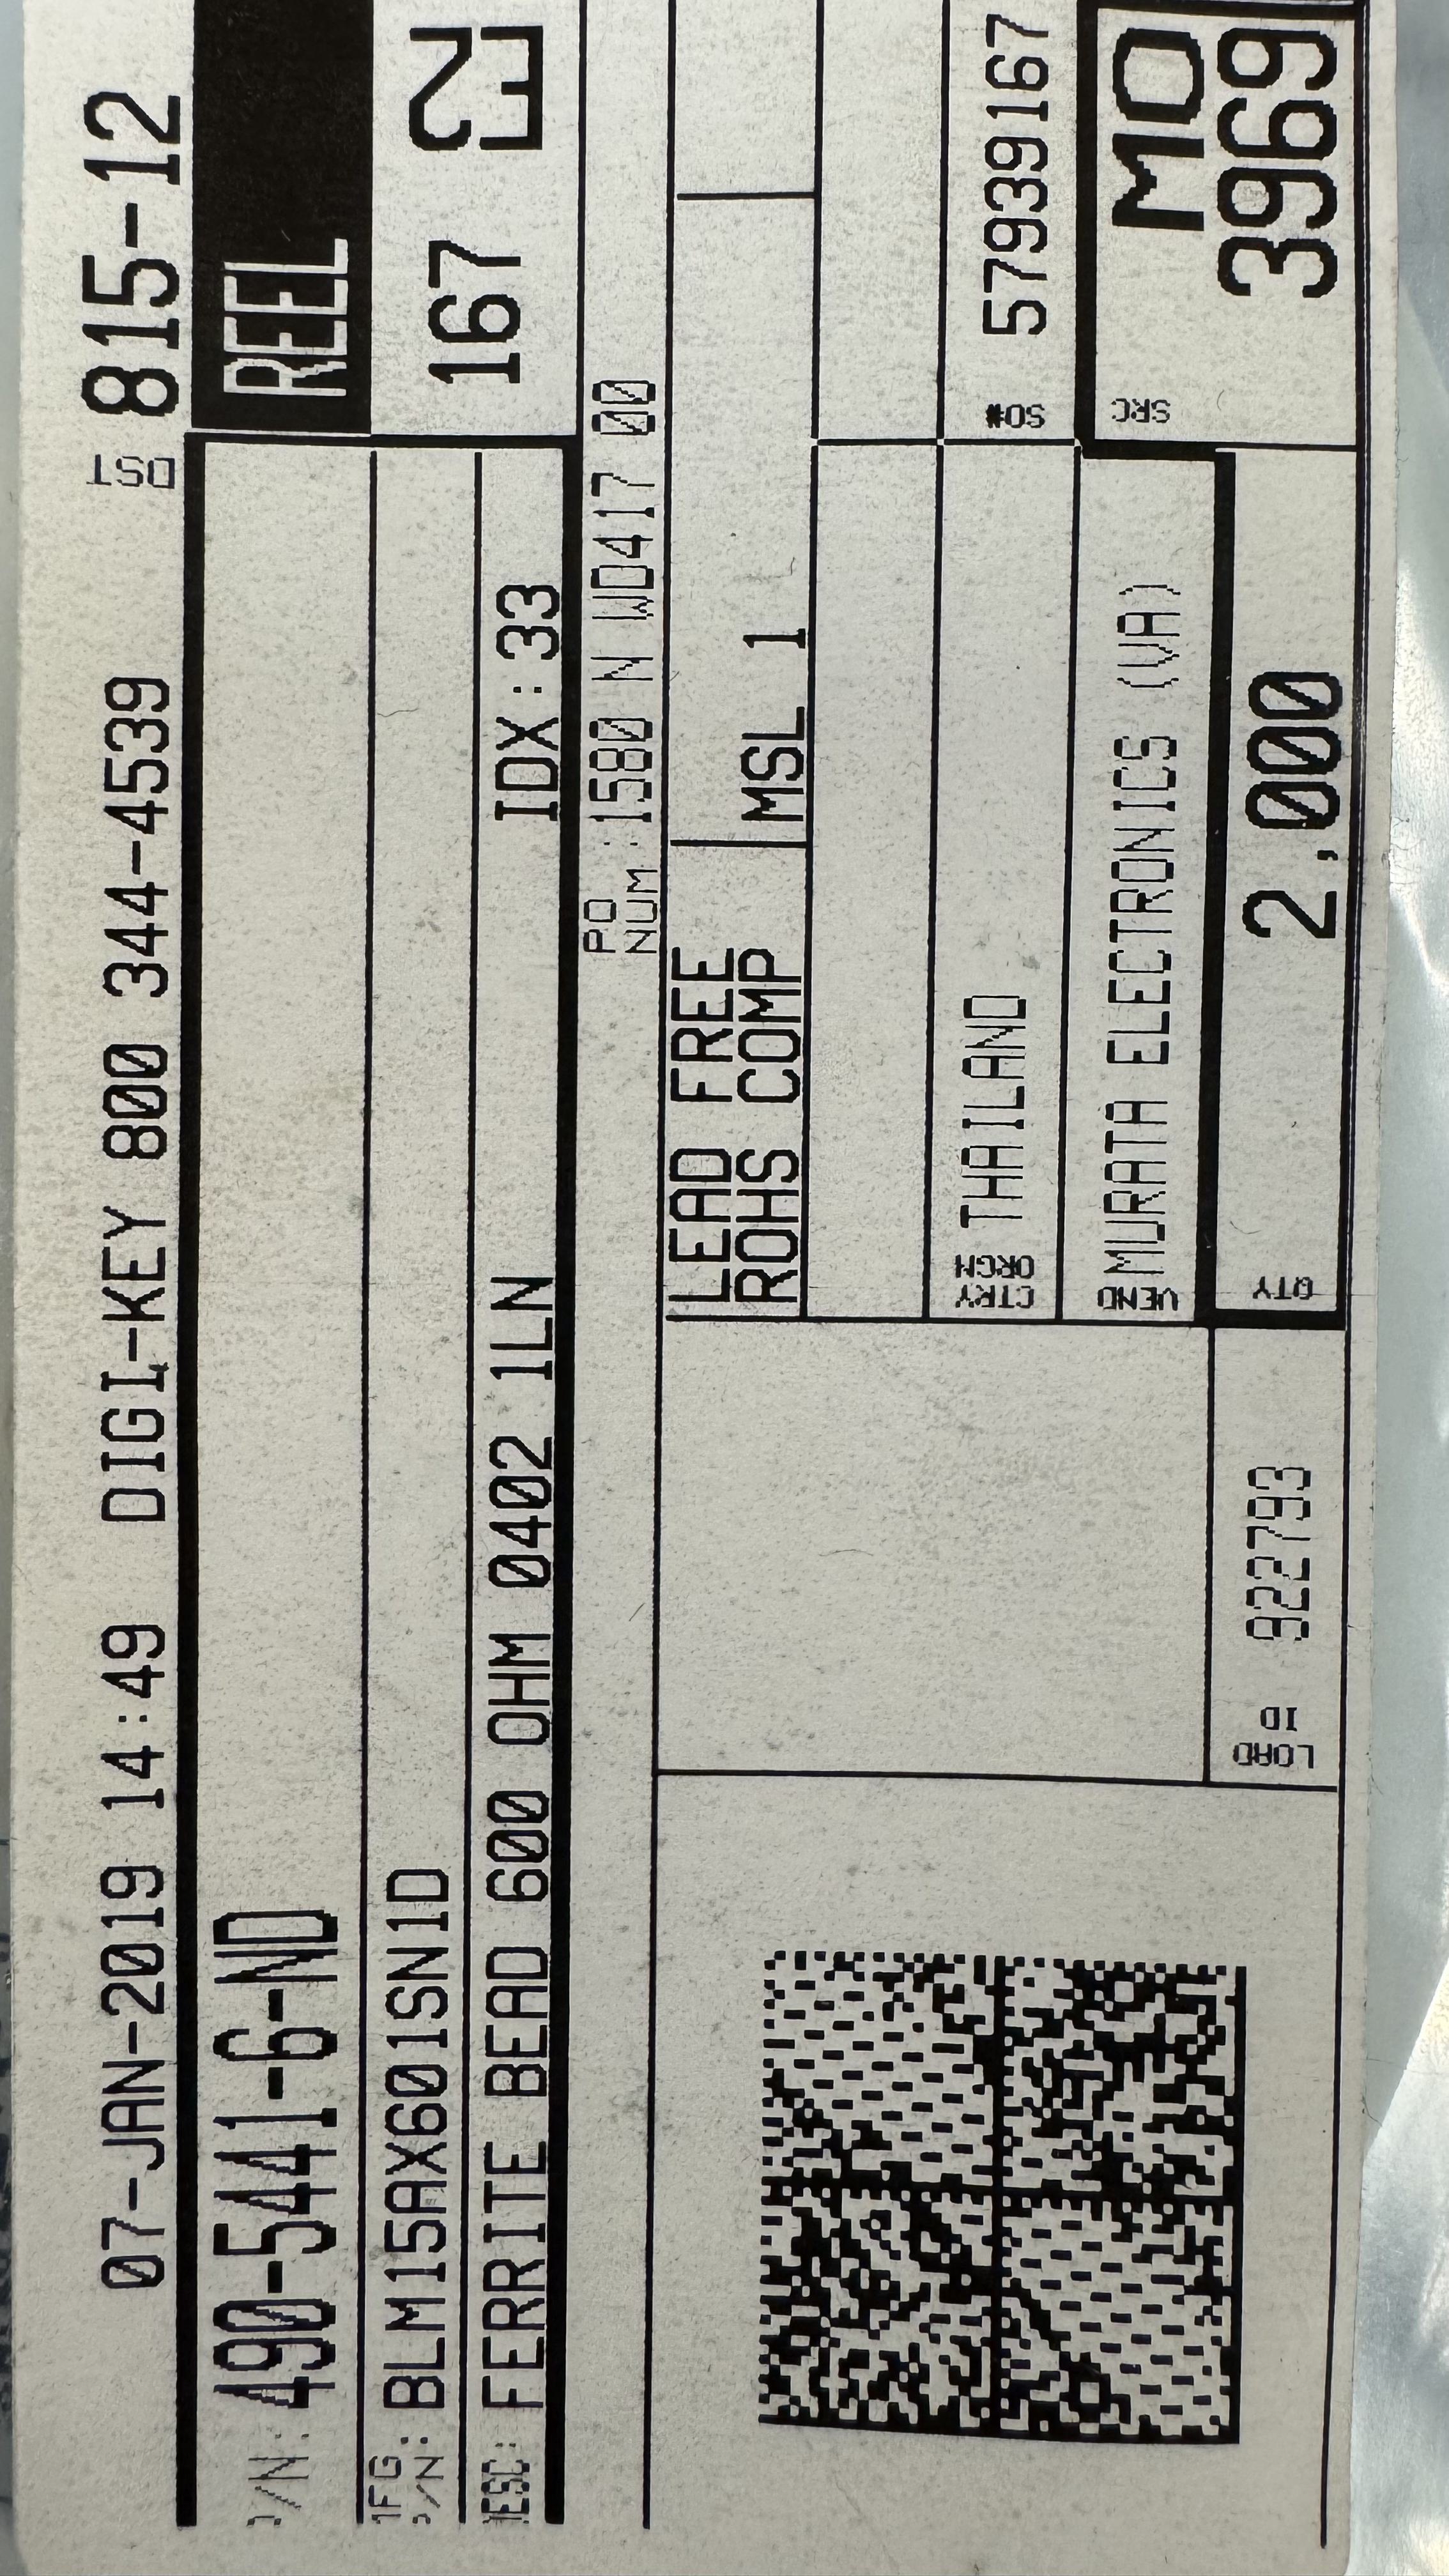 07-JAN-2019 14:49 DIGI-KEY 800 344-4539 DST 815-12
P/N: 490-5441-6-ND REEL
MFG P/N: BLM15AX601SN1D 167 E2
DESC: FERRITE BEAD 600 OHM 0402 1LN IDX:33
PO NUM: 1580 N WO417 00
LEAD FREE
ROHS COMP MSL 1
CTRY ORGN THAILAND SO# 57939167
VEND MURATA ELECTRONICS (VA) SRC MO
LOAD ID 922793 QTY 2,000 3969